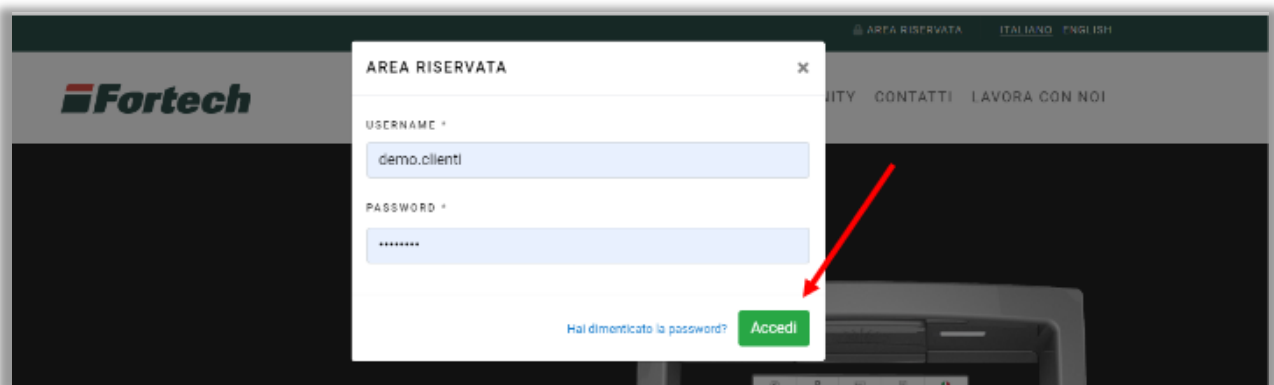 AREA RISERVATA ITALIANO ENGLISH
Fortech
CONTATTI LAVORA CON NOI
AREA RISERVATA ×
USERNAME *
demo.clienti
PASSWORD *
••••••••
Hai dimenticato la password? Accedi